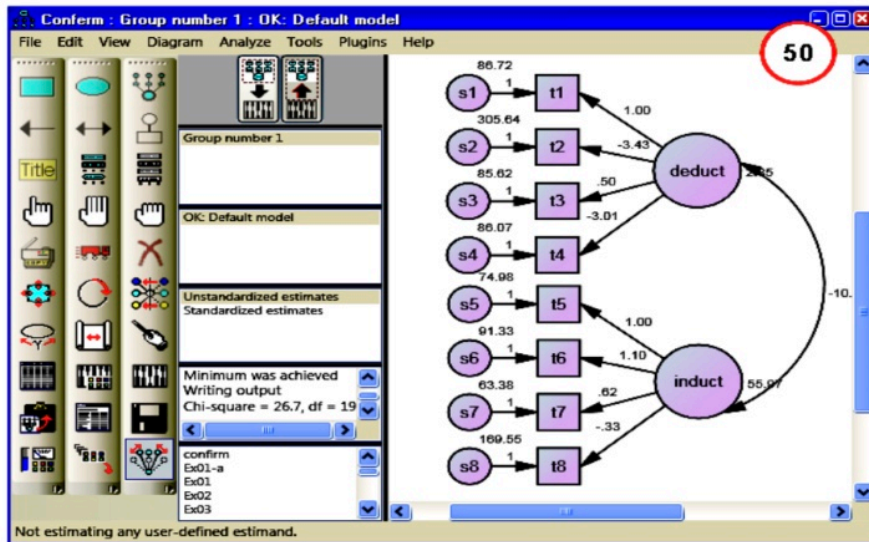 Conferm : Group number 1 : OK: Default model
File Edit View Diagram Analyze Tools Plugins Help
50
Title
Group number 1
OK: Default model
Unstandardized estimates
Standardized estimates
Minimum was achieved
Writing output
Chi-square = 26.7, df = 19
confirm
Ex01-a
Ex01
Ex02
Ex03
86.72
s1 1 t1 1.00
305.64
s2 1 t2 -3.43
deduct
85.62
s3 1 t3 .50
86.07
s4 1 t4 -3.01
74.98
s5 1 t5 1.00
-10.
91.33
s6 1 t6 1.10
induct
63.38
s7 1 t7 .62
169.55
s8 1 t8 -.33
Not estimating any user-defined estimand.